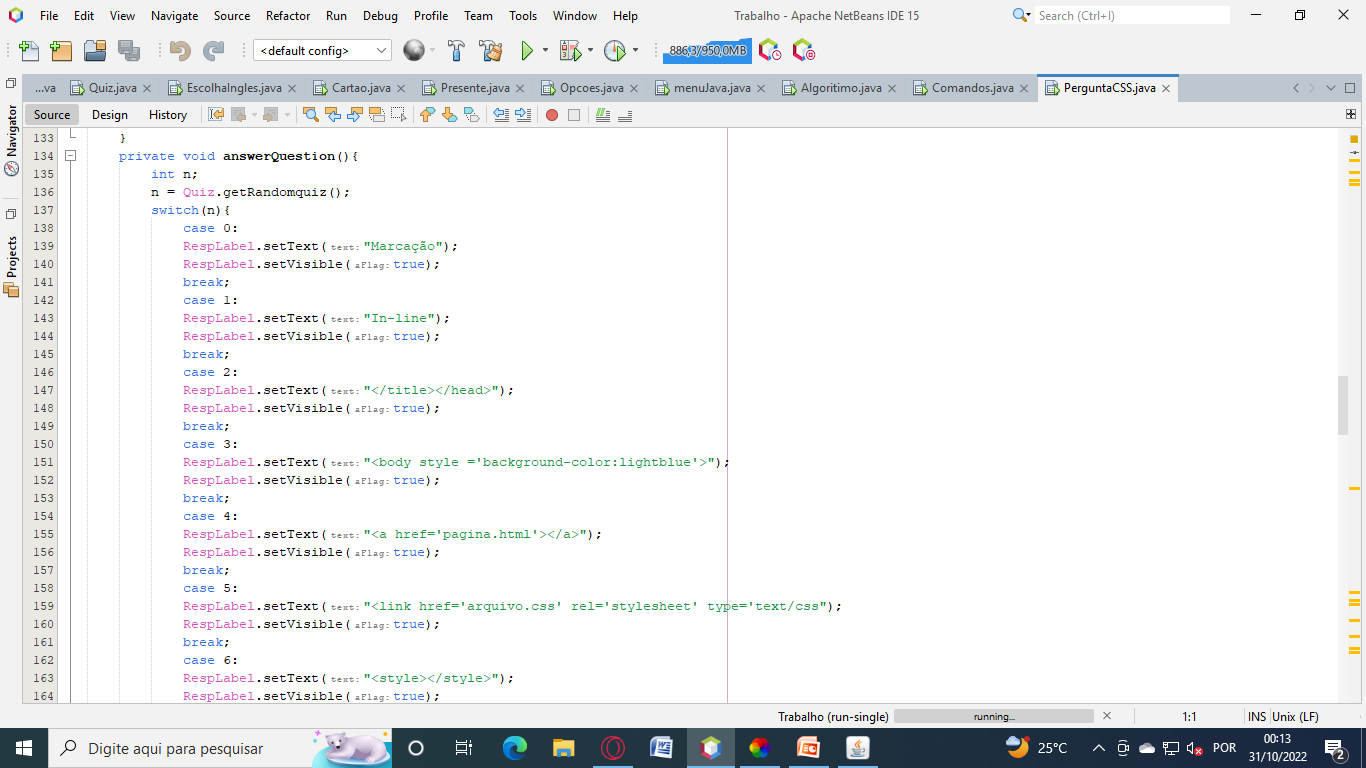 File Edit View Navigate Source Refactor Run Debug Profile Team Tools Window Help Trabalho - Apache NetBeans IDE 15 Search (Ctrl+I)
<default config> 886,3/950,0MB
...va Quiz.java EscolhaIngles.java Cartao.java Presente.java Opcoes.java menuJava.java Algoritimo.java Comandos.java PerguntaCSS.java
Source Design History
Navigator
Projects
133 }
134 private void answerQuestion(){
135 int n;
136 n = Quiz.getRandomquiz();
137 switch(n){
138 case 0:
139 RespLabel.setText( text: "Marcação");
140 RespLabel.setVisible( aFlag: true);
141 break;
142 case 1:
143 RespLabel.setText( text: "In-line");
144 RespLabel.setVisible( aFlag: true);
145 break;
146 case 2:
147 RespLabel.setText( text: "</title></head>");
148 RespLabel.setVisible( aFlag: true);
149 break;
150 case 3:
151 RespLabel.setText( text: "<body style ='background-color:lightblue'>");
152 RespLabel.setVisible( aFlag: true);
153 break;
154 case 4:
155 RespLabel.setText( text: "<a href='pagina.html'></a>");
156 RespLabel.setVisible( aFlag: true);
157 break;
158 case 5:
159 RespLabel.setText( text: "<link href='arquivo.css' rel='stylesheet' type='text/css");
160 RespLabel.setVisible( aFlag: true);
161 break;
162 case 6:
163 RespLabel.setText( text: "<style></style>");
164 RespLabel.setVisible( aFlag: true);
Trabalho (run-single) running... 1:1 INS Unix (LF)
Digite aqui para pesquisar 25°C POR 00:13
31/10/2022 2